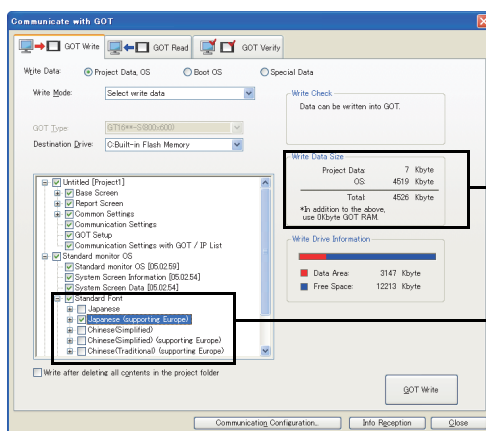 Communicate with GOT
GOT Write GOT Read GOT Verify
Write Data: Project Data, OS Boot OS Special Data
Write Mode: Select write data
Write Check
Data can be written into GOT.
GOT Type: GT16**-S(800x600)
Destination Drive: C:Built-in Flash Memory
Write Data Size
Project Data: 7 Kbyte
OS: 4519 Kbyte
Total: 4526 Kbyte
*In addition to the above,
use 0Kbyte GOT RAM.
Untitled [Project1]
Base Screen
Report Screen
Common Settings
Communication Settings
GOT Setup
Communication Settings with GOT / IP List
Standard monitor OS
Standard monitor OS [05.02.59]
System Screen Information [05.02.54]
System Screen Data [05.02.54]
Standard Font
Japanese
Japanese (supporting Europe)
Chinese(Simplified)
Chinese(Simplified) (supporting Europe)
Chinese(Traditional) (supporting Europe)
Write Drive Information
Data Area: 3147 Kbyte
Free Space: 12213 Kbyte
Write after deleting all contents in the project folder
GOT Write
Communication Configuration... Info Reception Close